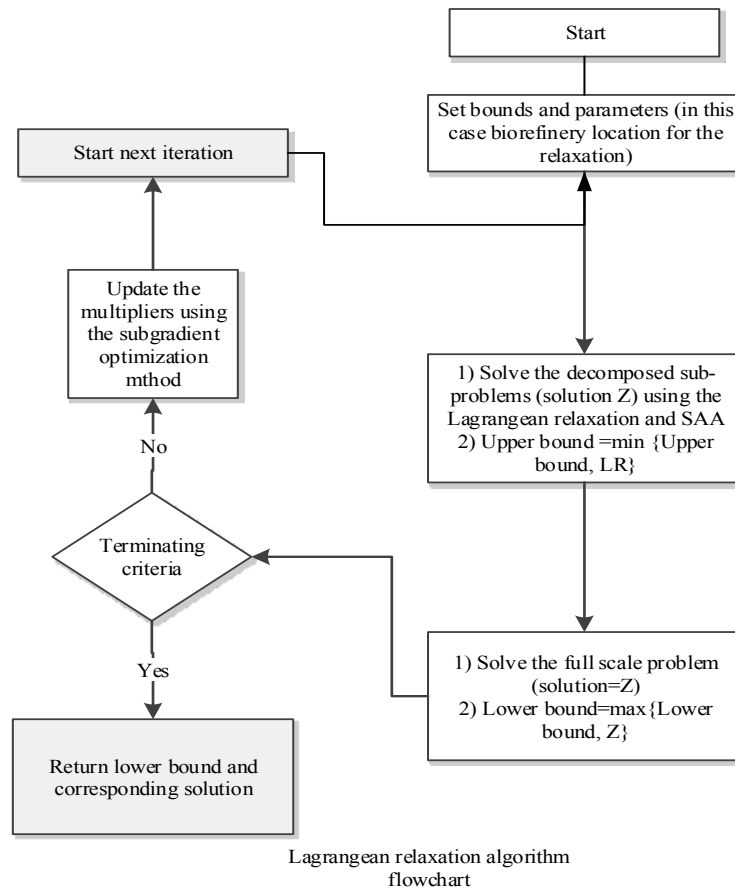 Start
Set bounds and parameters (in this
case biorefinery location for the
relaxation)
Start next iteration
Update the
multipliers using
the subgradient
optimization
mthod
1) Solve the decomposed sub-
problems (solution Z) using the
Lagrangean relaxation and SAA
2) Upper bound =min {Upper
bound, LR}
No
Terminating
criteria
Yes
1) Solve the full scale problem
(solution=Z)
2) Lower bound=max{Lower
bound, Z}
Return lower bound and
corresponding solution
Lagrangean relaxation algorithm
flowchart